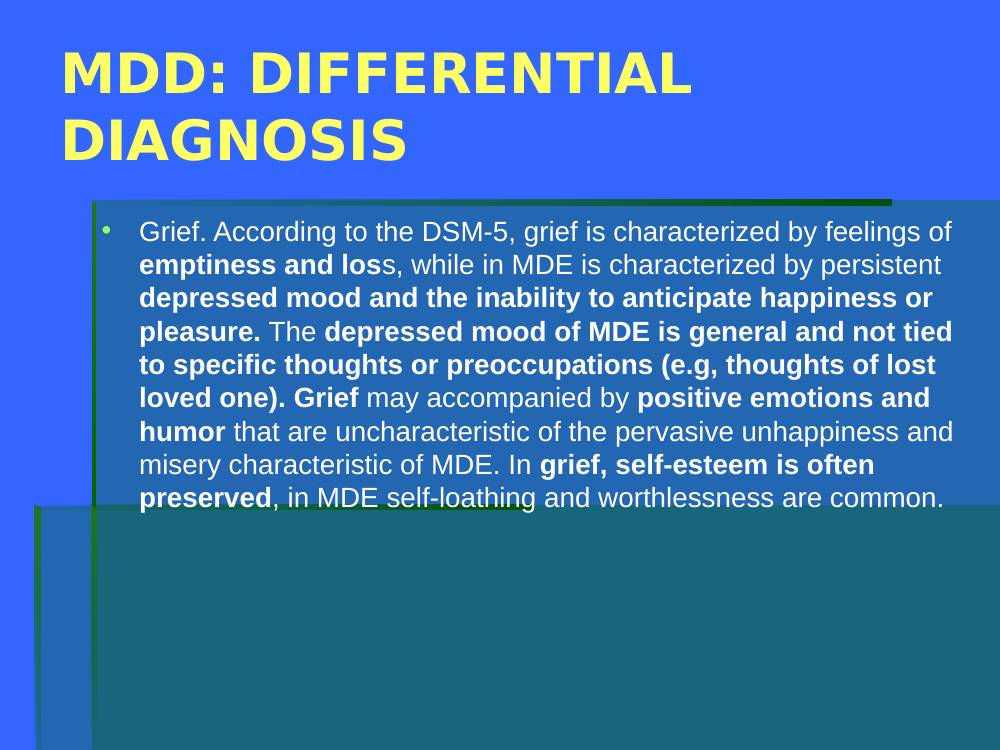 MDD: DIFFERENTIAL
DIAGNOSIS
• Grief. According to the DSM-5, grief is characterized by feelings of
emptiness and loss, while in MDE is characterized by persistent
depressed mood and the inability to anticipate happiness or
pleasure. The depressed mood of MDE is general and not tied
to specific thoughts or preoccupations (e.g, thoughts of lost
loved one). Grief may accompanied by positive emotions and
humor that are uncharacteristic of the pervasive unhappiness and
misery characteristic of MDE. In grief, self-esteem is often
preserved, in MDE self-loathing and worthlessness are common.